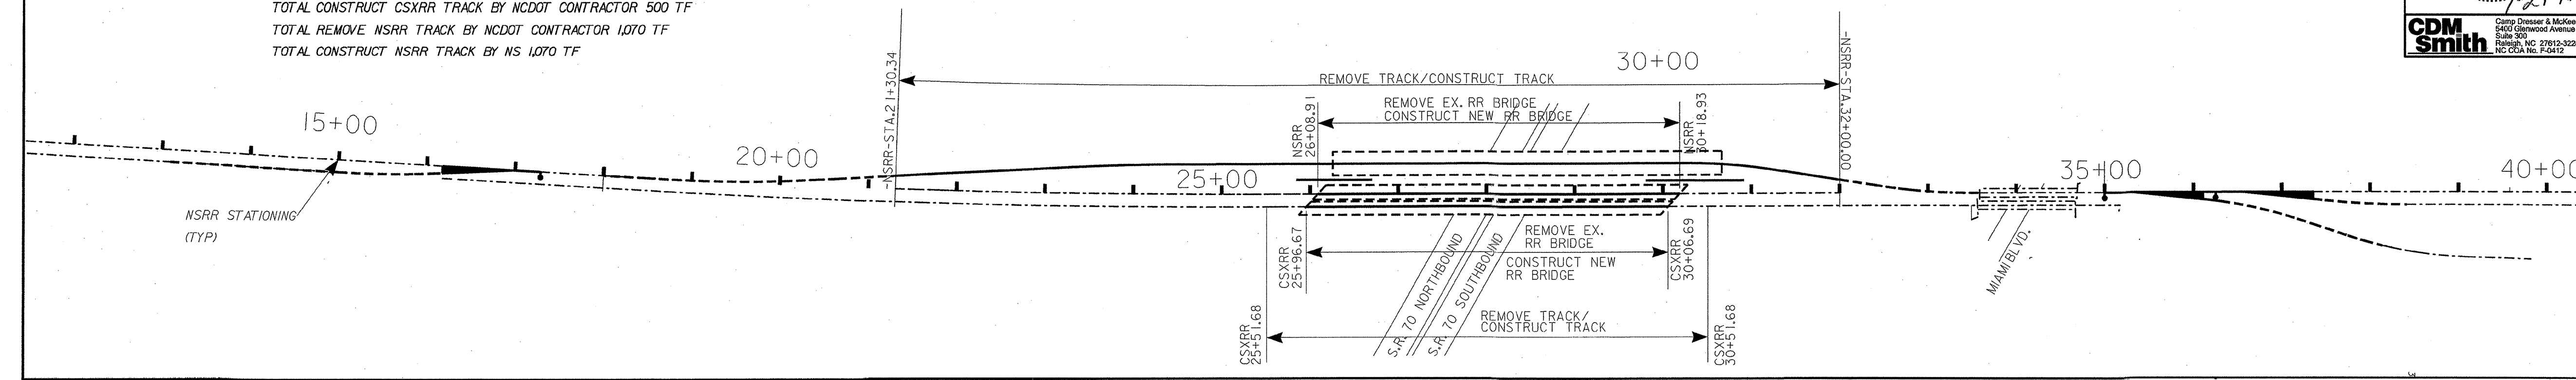 TOTAL CONSTRUCT CSXRR TRACK BY NCDOT CONTRACTOR 500 TF
TOTAL REMOVE NSRR TRACK BY NCDOT CONTRACTOR 1,070 TF
TOTAL CONSTRUCT NSRR TRACK BY NS 1,070 TF
CDM
Smith
Camp Dresser & McKee
5400 Glenwood Avenue
Suite 300
Raleigh, NC 27612-322
NC COA No. F-0412
-NSRR-STA.21+30.34
REMOVE TRACK/CONSTRUCT TRACK
30+00
-NSRR-STA.32+00.00
NSRR
26+08.91
REMOVE EX. RR BRIDGE
CONSTRUCT NEW RR BRIDGE
NSRR
30+18.93
15+00
20+00
25+00
35+00
40+00
NSRR STATIONING
(TYP)
CSXRR
25+96.67
REMOVE EX.
RR BRIDGE
CONSTRUCT NEW
RR BRIDGE
CSXRR
30+06.69
S.R. 70 NORTHBOUND
S.R. 70 SOUTHBOUND
MIAMI BLVD.
CSXRR
25+51.68
REMOVE TRACK/
CONSTRUCT TRACK
CSXRR
30+51.68